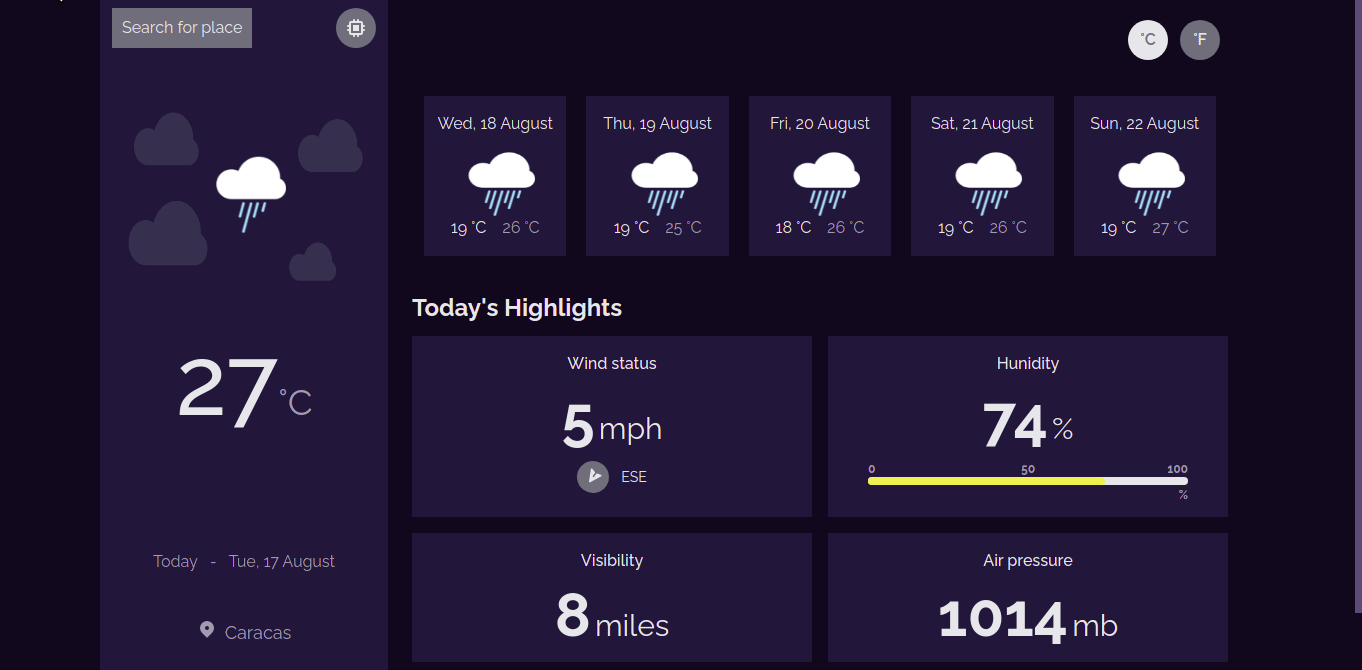 Search for place
°C
°F
Wed, 18 August
19 °C 26 °C
Thu, 19 August
19 °C 25 °C
Fri, 20 August
18 °C 26 °C
Sat, 21 August
19 °C 26 °C
Sun, 22 August
19 °C 27 °C
27 °C
Today - Tue, 17 August
Caracas
Today's Highlights
Wind status
5 mph
ESE
Hunidity
74 %
0 50 100
%
Visibility
8 miles
Air pressure
1014 mb